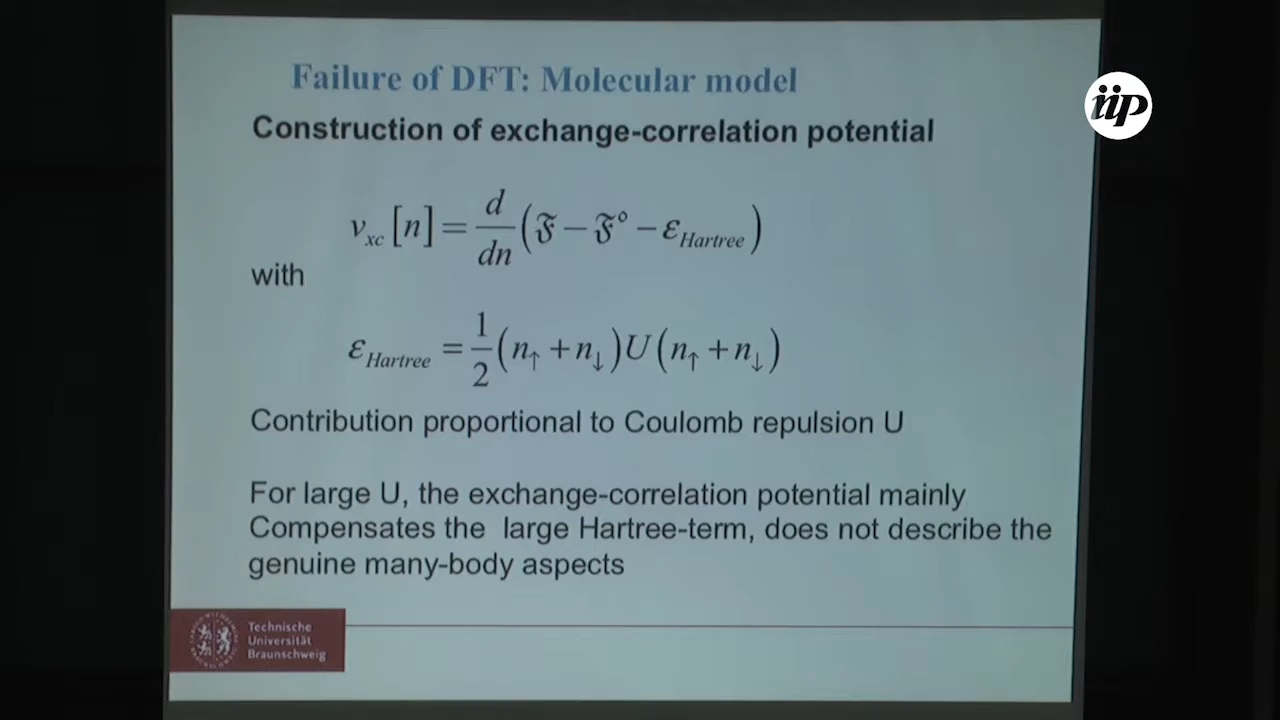 Failure of DFT: Molecular model
iip
Construction of exchange-correlation potential
v_xc [n] = d/dn (𝔉 − 𝔉° − ε_Hartree)
with
ε_Hartree = 1/2 (n↑ + n↓) U (n↑ + n↓)
Contribution proportional to Coulomb repulsion U
For large U, the exchange-correlation potential mainly
Compensates the large Hartree-term, does not describe the
genuine many-body aspects
Technische
Universität
Braunschweig